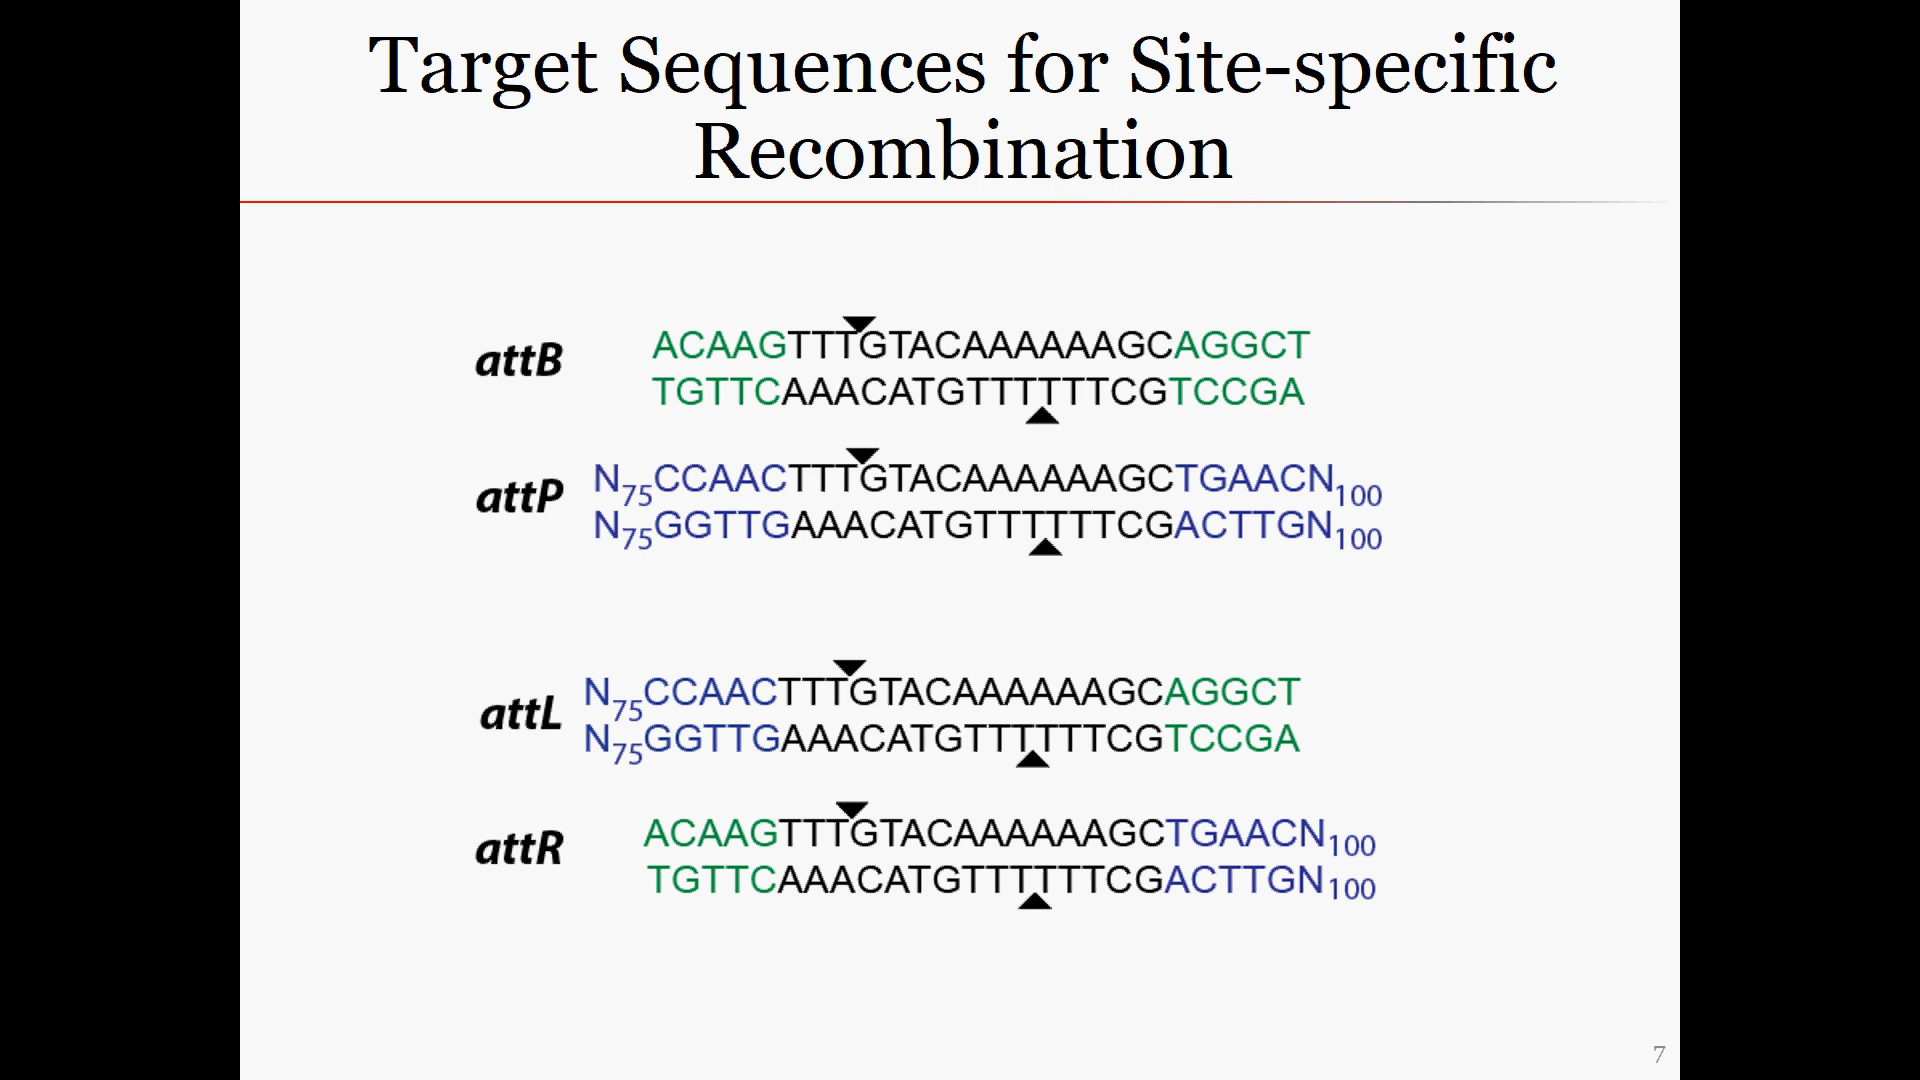 Target Sequences for Site-specific
Recombination
attB
ACAAGTTTGTACAAAAAAGCAGGCT
TGTTCAAACATGTTTTTTCGTCCGA
attP
N75CCAACTTTGTACAAAAAAGCTGAACN100
N75GGTTGAAACATGTTTTTTCGACTTGN100
attL
N75CCAACTTTGTACAAAAAAGCAGGCT
N75GGTTGAAACATGTTTTTTCGTCCGA
attR
ACAAGTTTGTACAAAAAAGCTGAACN100
TGTTCAAACATGTTTTTTCGACTTGN100
7